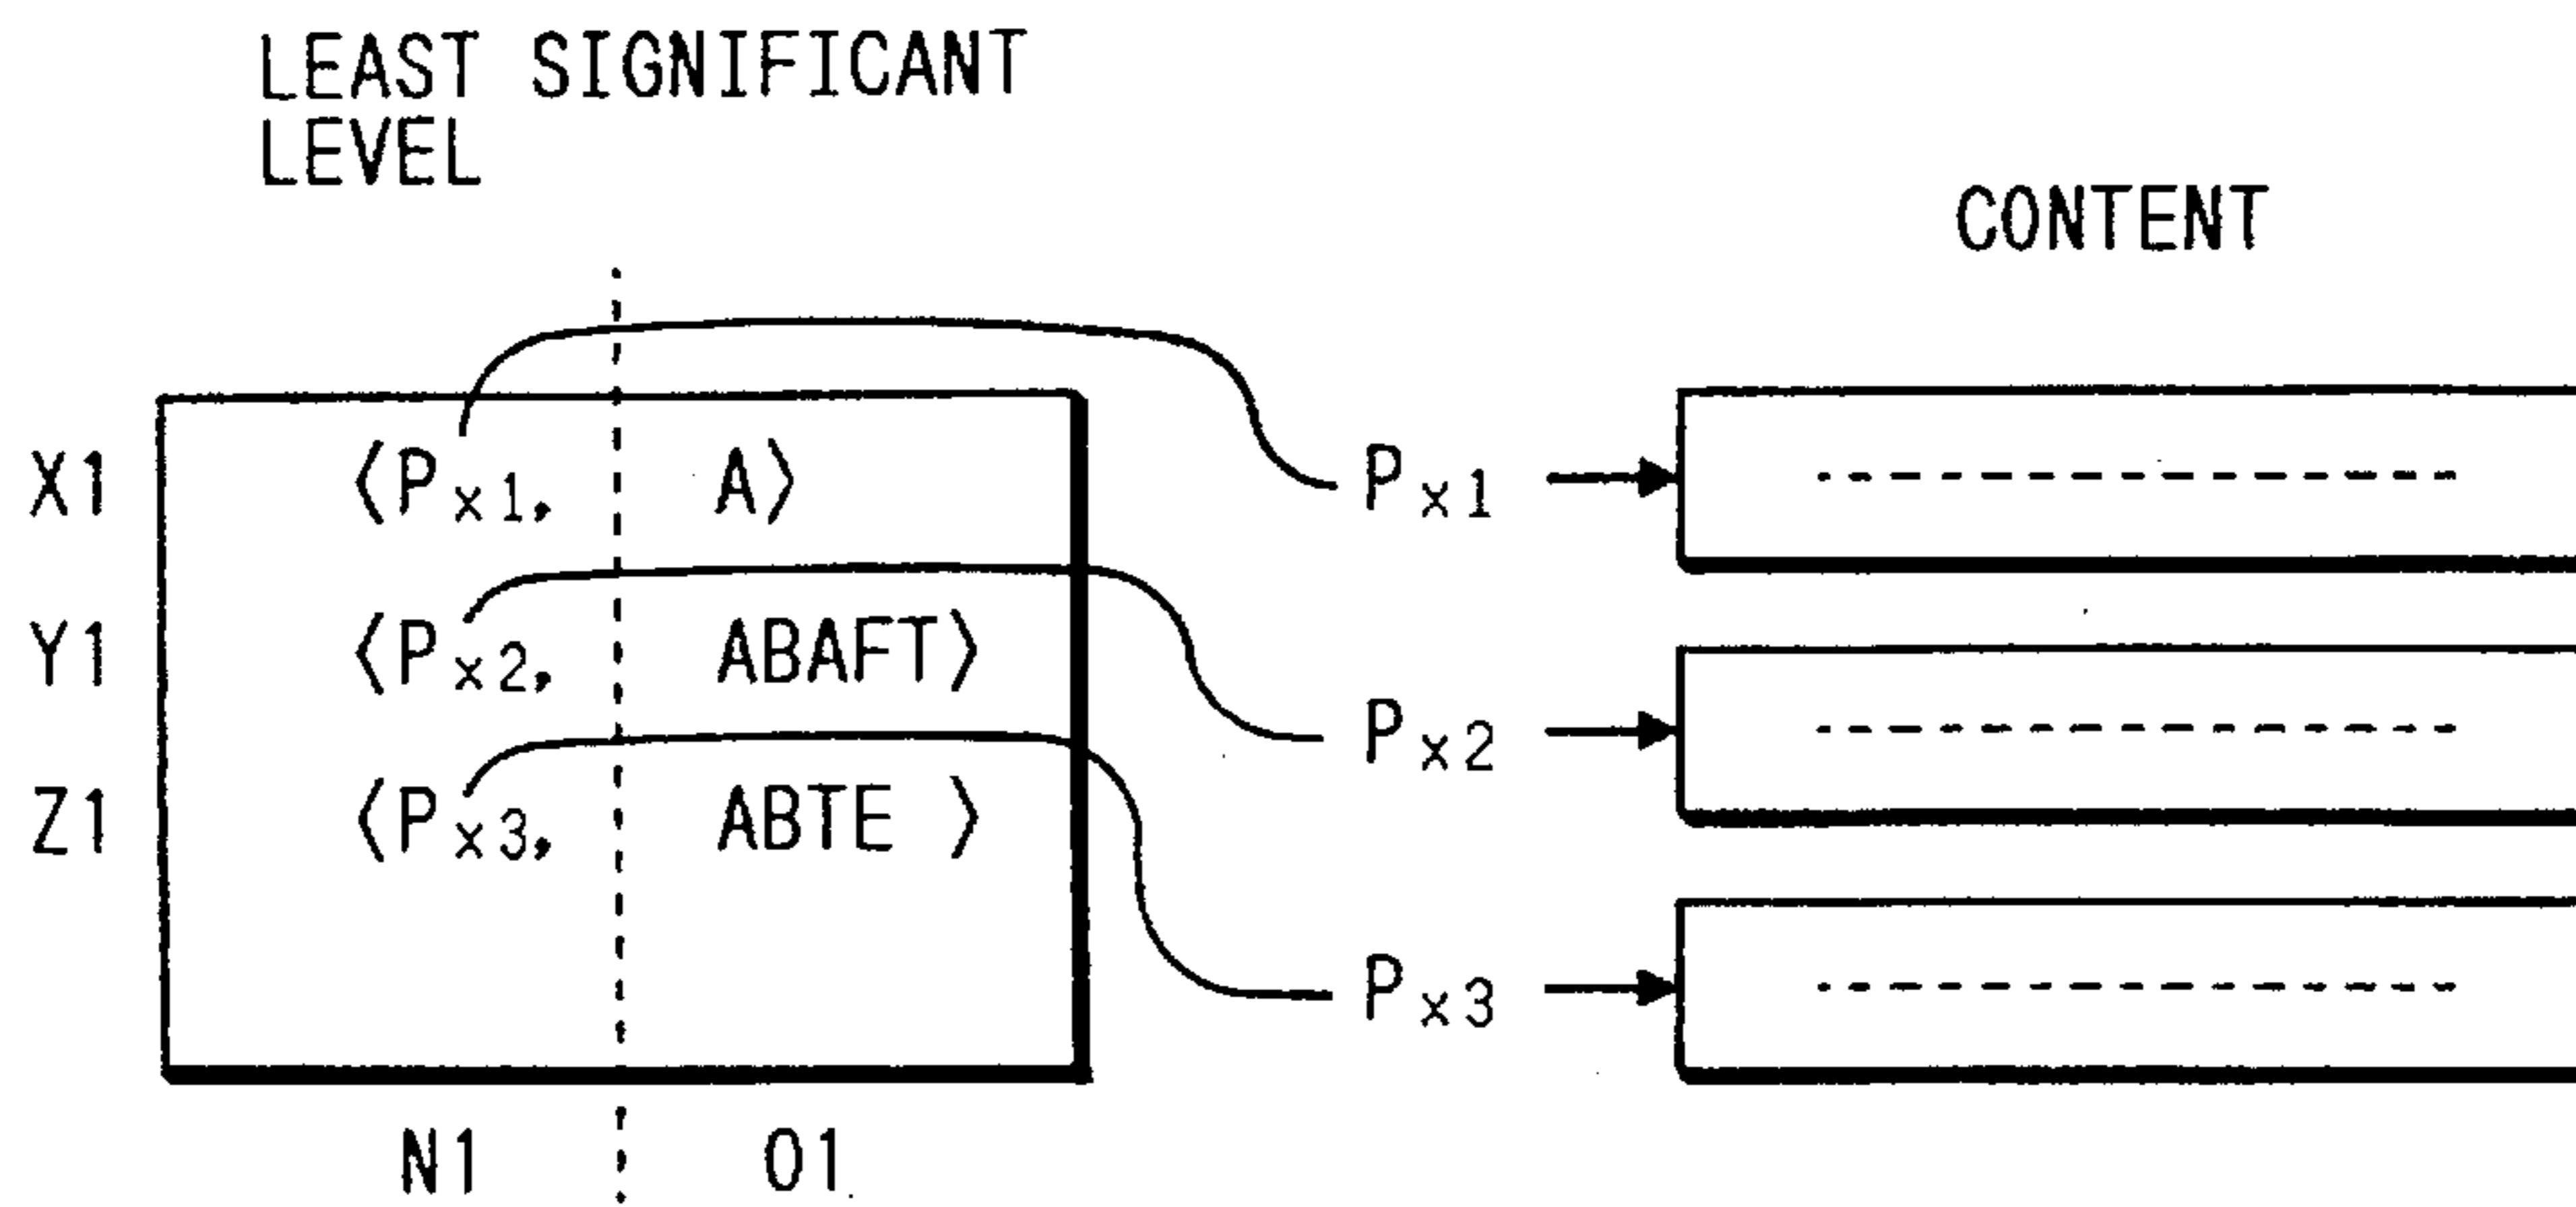 LEAST SIGNIFICANT
LEVEL
CONTENT
X1 〈Px1, A〉 Px1
Y1 〈Px2, ABAFT〉 Px2
Z1 〈Px3, ABTE 〉 Px3
N1 O1